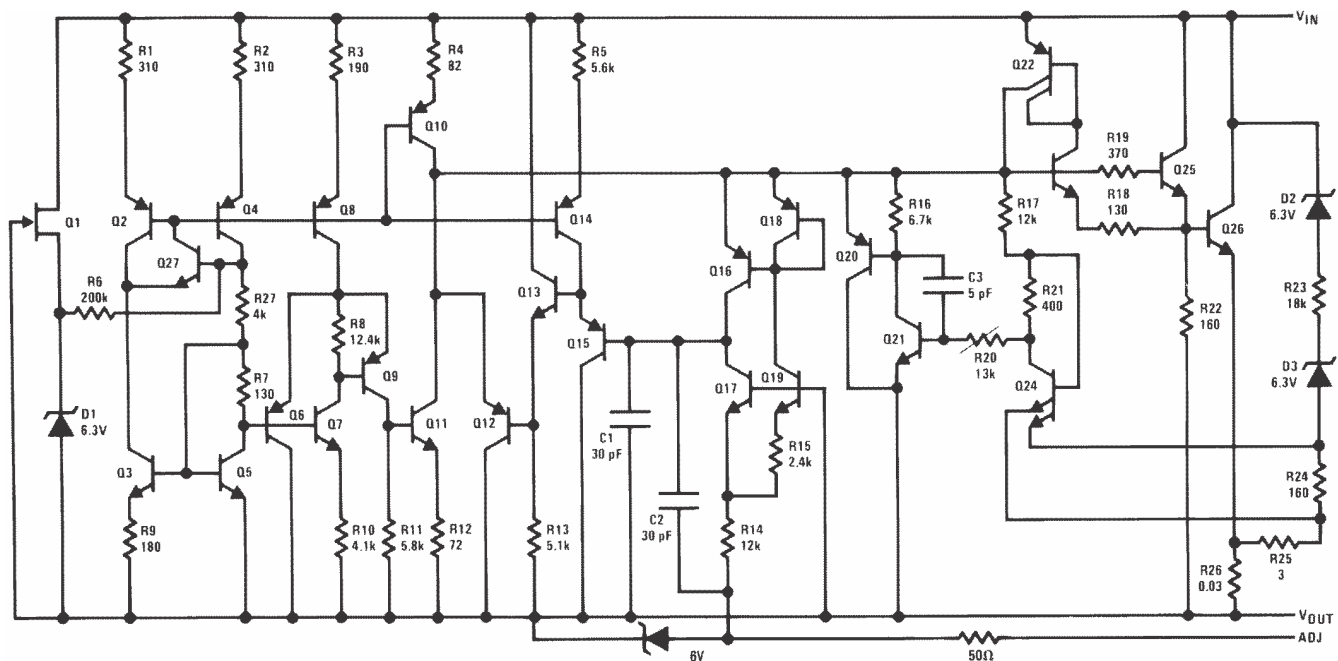 VIN
R1
310
R2
310
R3
190
R4
82
R5
5.6k
Q22
Q10
R19
370
R18
130
Q25
Q1
Q2
Q4
Q8
Q14
Q18
R16
6.7k
R17
12k
Q26
D2
6.3V
Q27
R6
200k
R27
4k
Q13
Q16
Q20
C3
5 pF
R21
400
R22
160
R23
18k
R8
12.4k
Q15
Q21
R20
13k
D3
6.3V
R7
130
Q9
Q17
Q19
Q24
D1
6.3V
Q6
Q7
Q11
Q12
C1
30 pF
R15
2.4k
Q3
Q5
R24
160
R9
180
R10
4.1k
R11
5.8k
R12
72
R13
5.1k
C2
30 pF
R14
12k
R26
0.03
R25
3
VOUT
ADJ
6V
50Ω